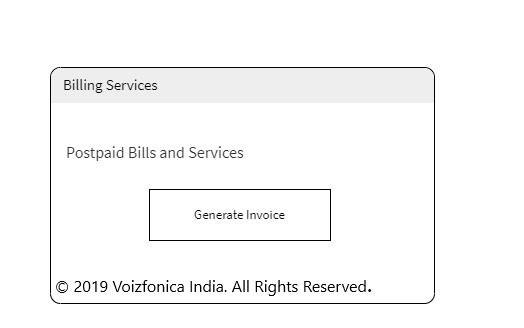 Billing Services
Postpaid Bills and Services
Generate Invoice
© 2019 Voizfonica India. All Rights Reserved.